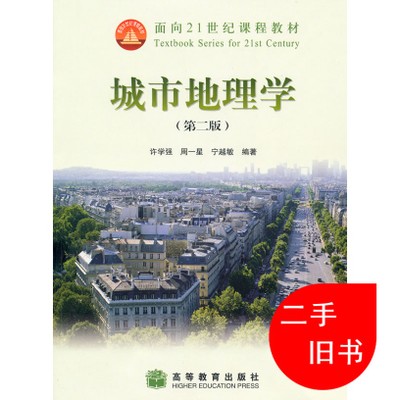 面向21世纪课程教材
Textbook Series for 21st Century
城市地理学
(第二版)
许学强 周一星 宁越敏 编著
二手
旧书
高等教育出版社
HIGHER EDUCATION PRESS